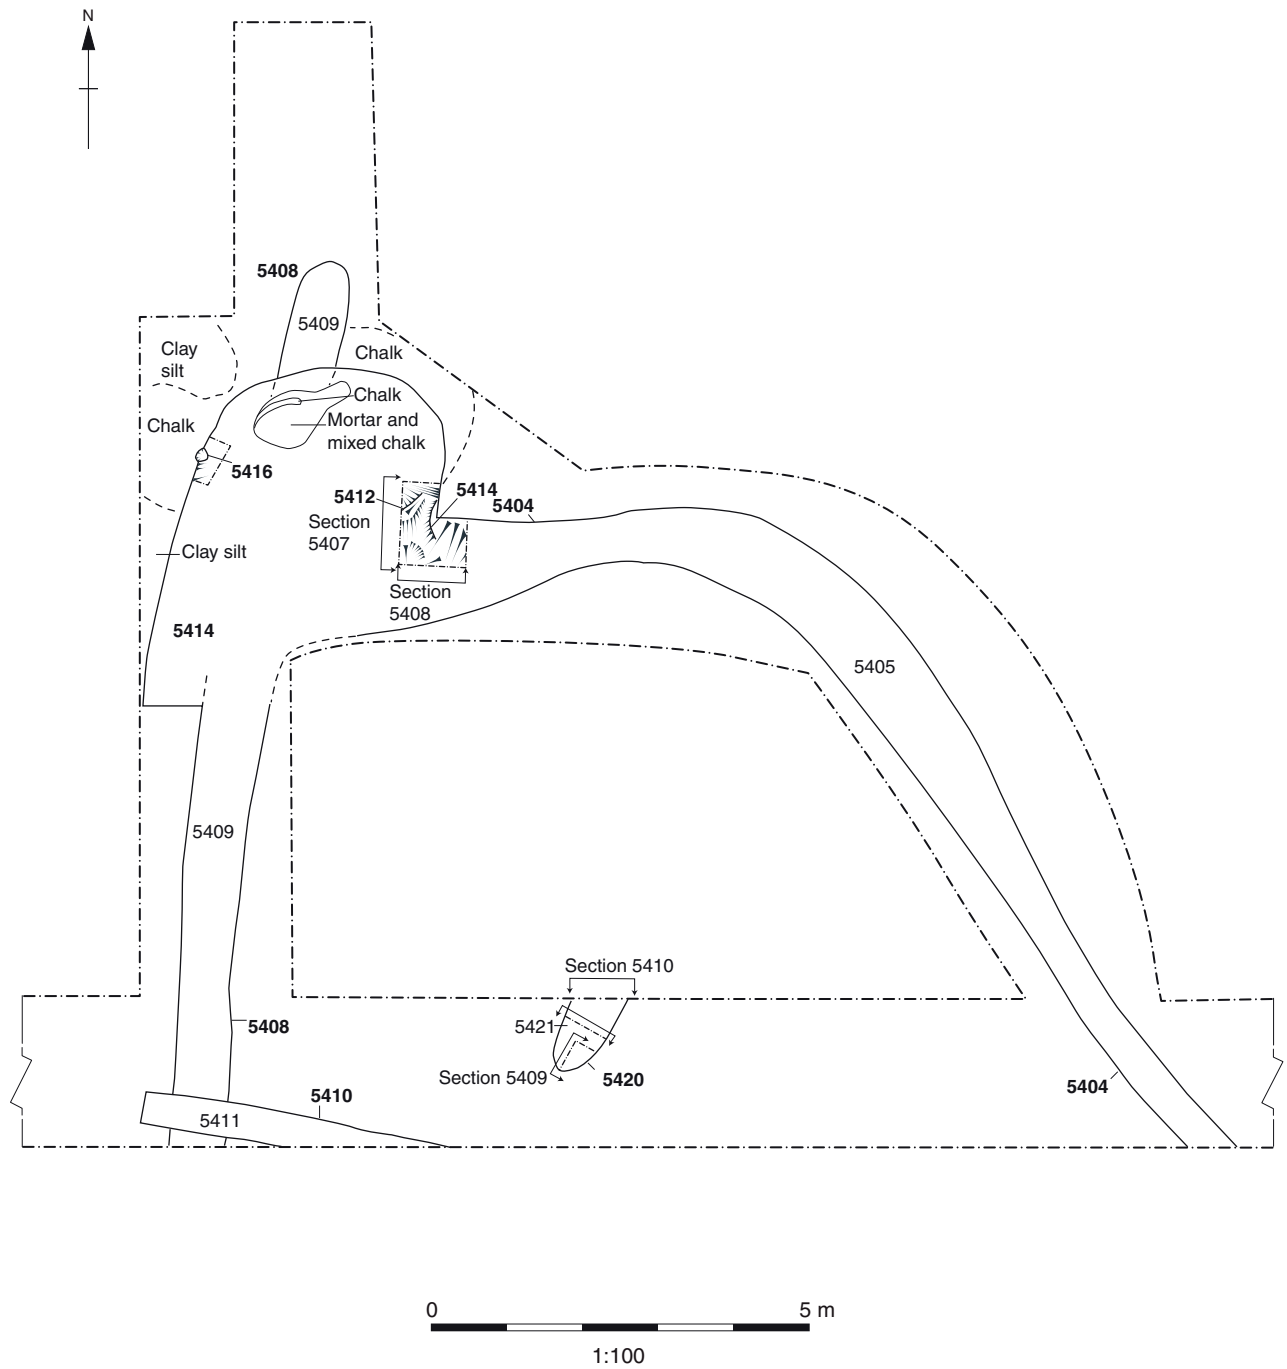 N
5408
5409
Clay
silt
Chalk
Chalk
Chalk
Mortar and
mixed chalk
5416
5412
5414
5404
Section
5407
Clay silt
Section
5408
5414
5405
5409
Section 5410
5421
5408
Section 5409
5420
5404
5410
5411
0
5 m
1:100